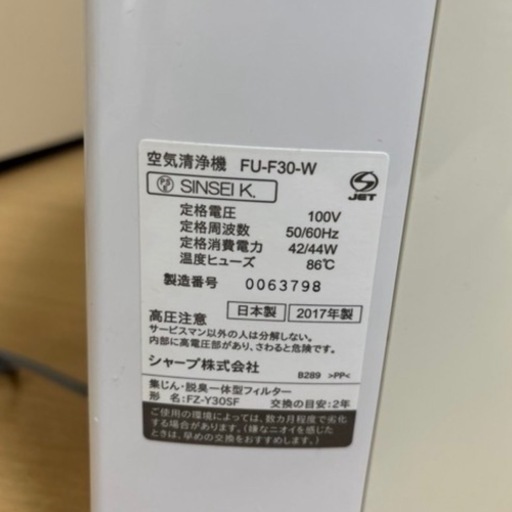 空気清浄機 FU-F30-W
SINSEI K.
JET
定格電圧 100V
定格周波数 50/60Hz
定格消費電力 42/44W
温度ヒューズ 86℃
製造番号 0063798
高圧注意 日本製 2017年製
サービスマン以外の人は分解しない。
内部に高電圧部があり、さわると危険です。
シャープ株式会社 B289 >PP<
集じん・脱臭一体型フィルター
形 名:FZ-Y30SF 交換の目安:2年
ご使用の環境によっては、数カ月程度で劣化
する場合があります。(嫌なニオイを感じた
ときは、早めの交換をおすすめします。)